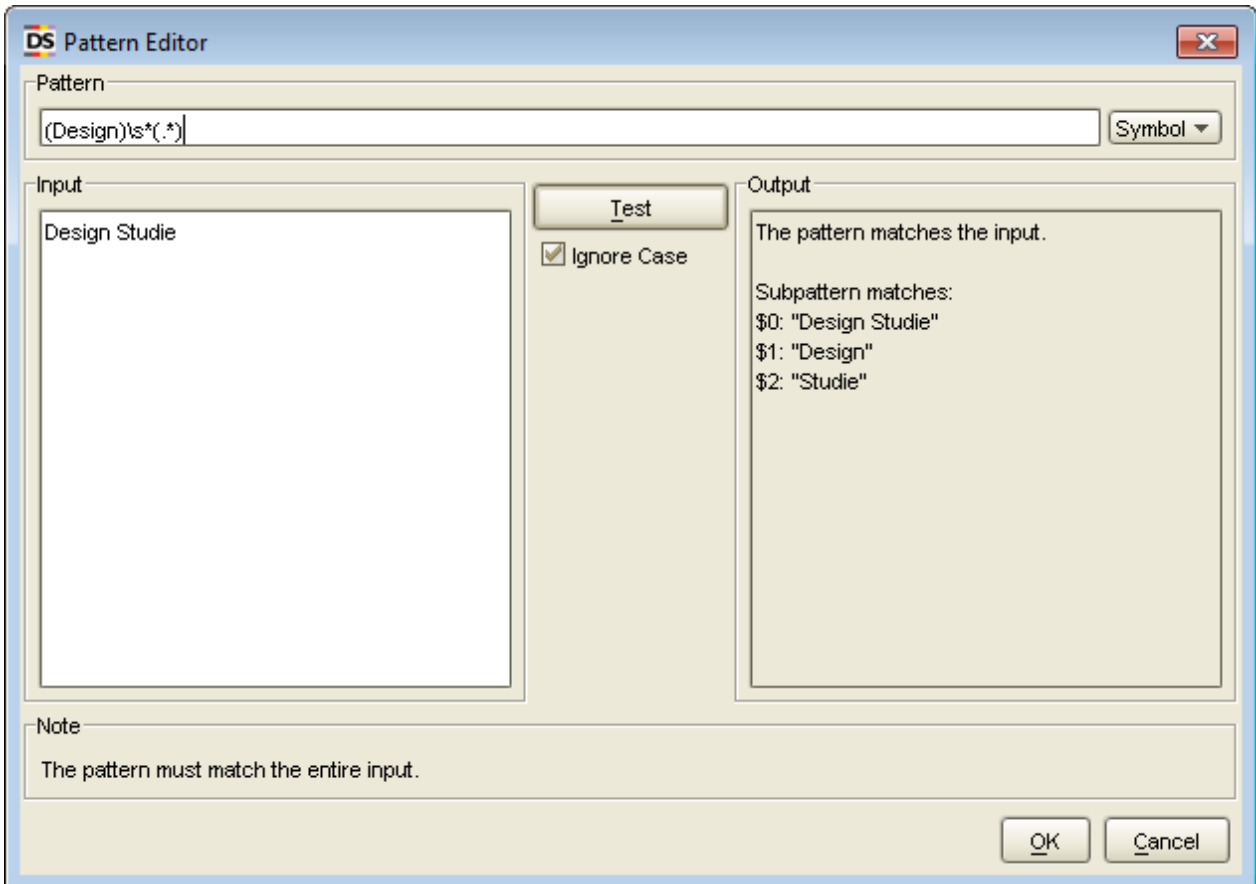 DS Pattern Editor
Pattern
(Design)\s*(.*)
Symbol
Input
Design Studie
Test
Ignore Case
Output
The pattern matches the input.
Subpattern matches:
$0: "Design Studie"
$1: "Design"
$2: "Studie"
Note
The pattern must match the entire input.
OK
Cancel